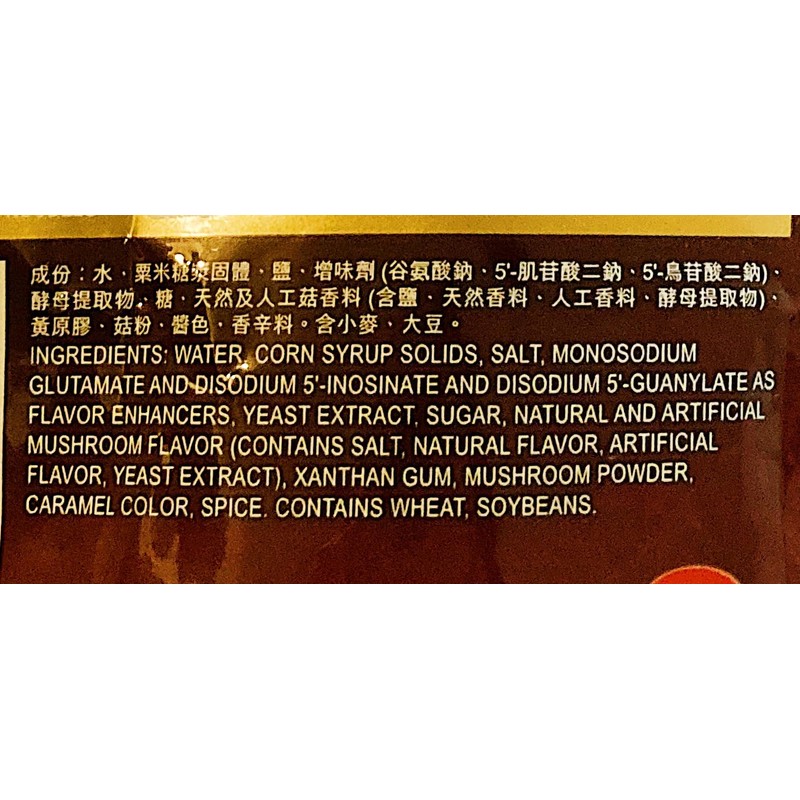 成份：水、粟米糖漿固體、鹽、增味劑 (谷氨酸鈉、5'-肌苷酸二鈉、5'-鳥苷酸二鈉)、
酵母提取物、糖、天然及人工菇香料 (含鹽、天然香料、人工香料、酵母提取物)、
黃原膠、菇粉、醬色、香辛料。含小麥、大豆。
INGREDIENTS: WATER, CORN SYRUP SOLIDS, SALT, MONOSODIUM
GLUTAMATE AND DISODIUM 5'-INOSINATE AND DISODIUM 5'-GUANYLATE AS
FLAVOR ENHANCERS, YEAST EXTRACT, SUGAR, NATURAL AND ARTIFICIAL
MUSHROOM FLAVOR (CONTAINS SALT, NATURAL FLAVOR, ARTIFICIAL
FLAVOR, YEAST EXTRACT), XANTHAN GUM, MUSHROOM POWDER,
CARAMEL COLOR, SPICE. CONTAINS WHEAT, SOYBEANS.